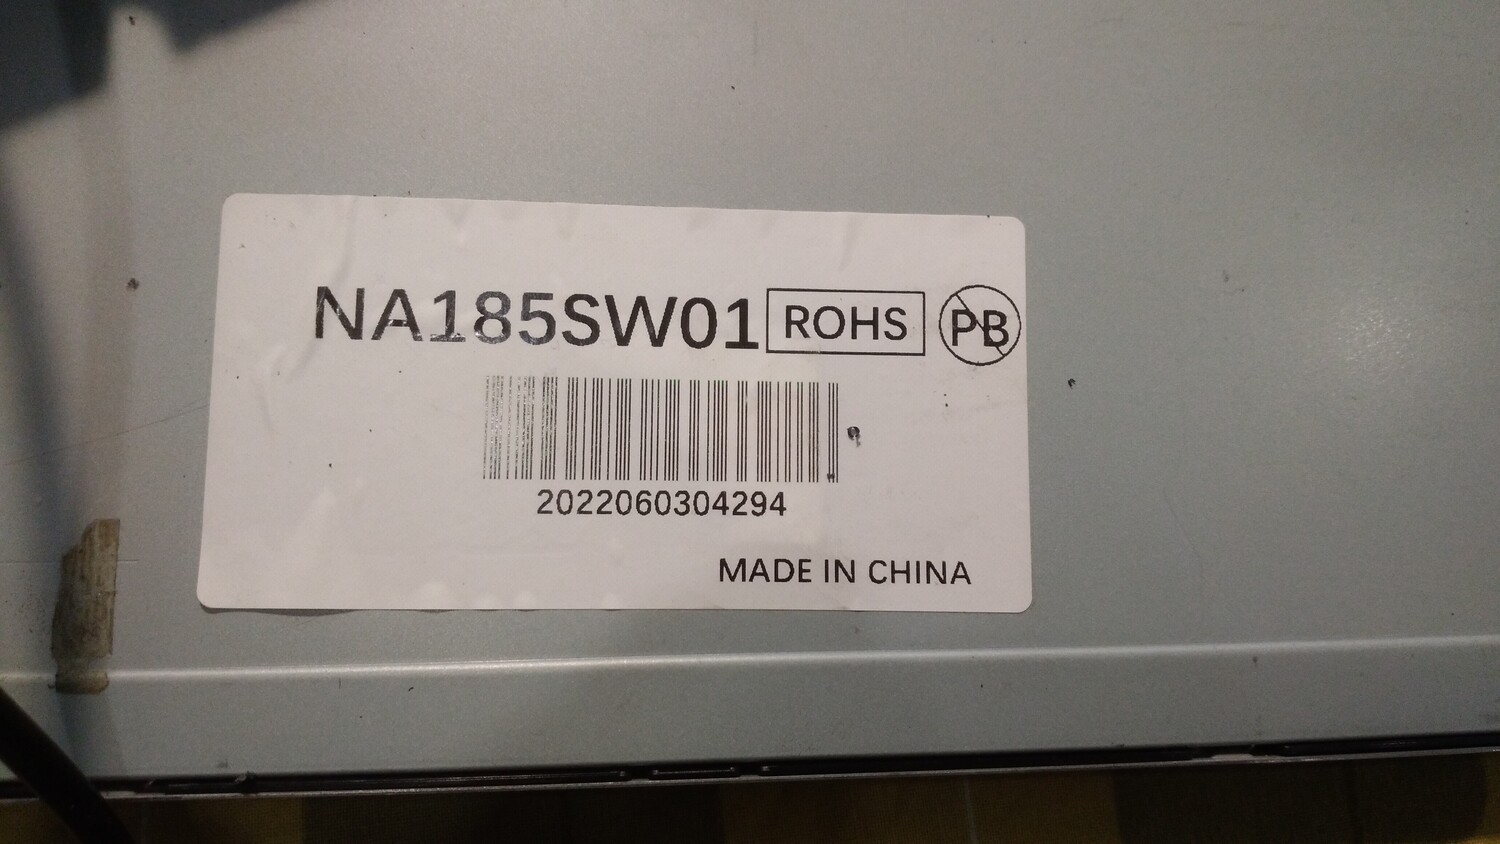 NA185SW01 ROHS PB
2022060304294
MADE IN CHINA